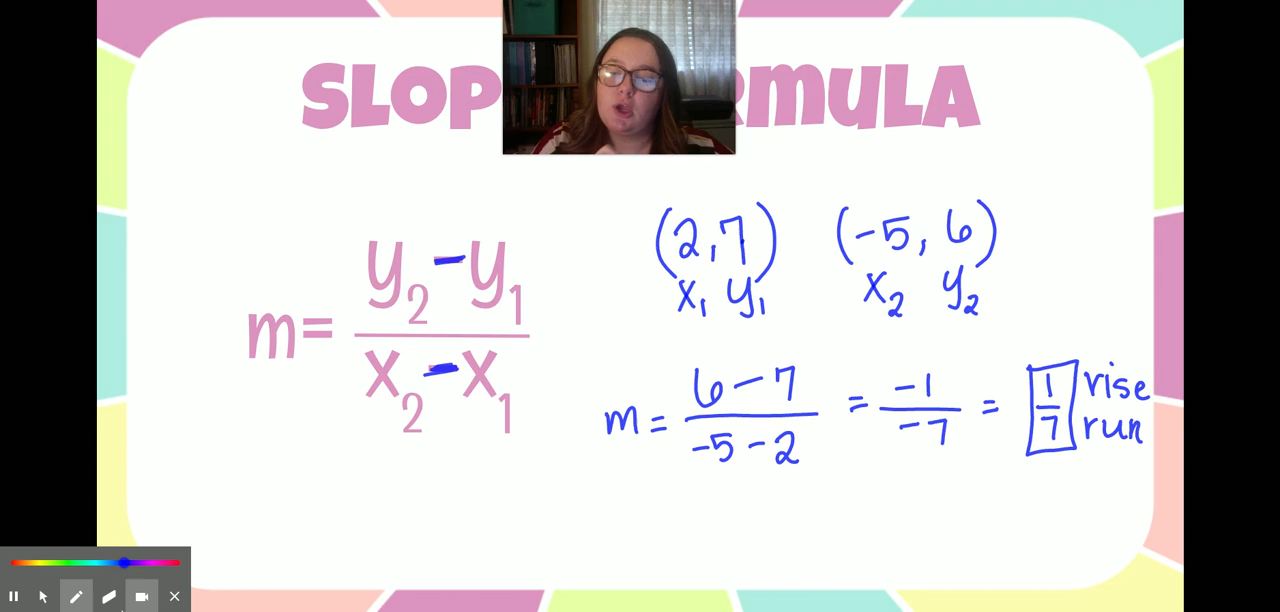 SLOP RMULA
(2,7) (-5, 6)
x₁ y₁ x₂ y₂
m= y₂-y₁
x₂-x₁
m = 6-7 = -1 = 1 rise
-5-2 -7 7 run